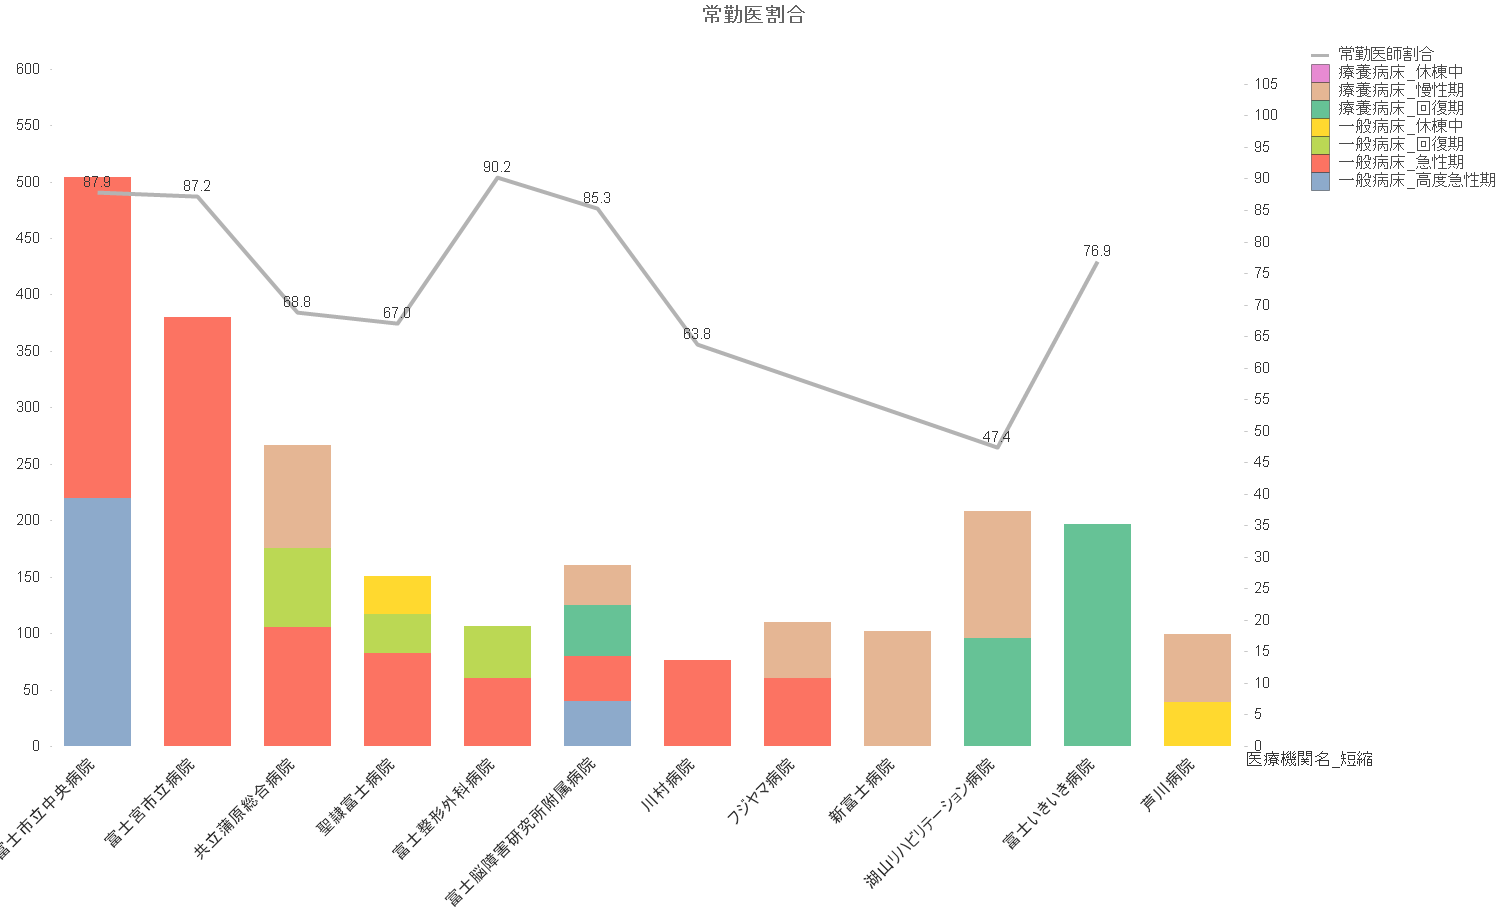 常勤医割合
常勤医師割合
療養病床_休棟中
療養病床_慢性期
療養病床_回復期
一般病床_休棟中
一般病床_回復期
一般病床_急性期
一般病床_高度急性期
600
550
500
450
400
350
300
250
200
150
100
50
0
105
100
95
90
85
80
75
70
65
60
55
50
45
40
35
30
25
20
15
10
5
0
87.9
87.2
68.8
67.0
90.2
85.3
63.8
47.4
76.9
医療機関名_短縮
富士市立中央病院
富士宮市立病院
共立蒲原総合病院
聖隷富士病院
富士整形外科病院
富士脳障害研究所附属病院
川村病院
フジヤマ病院
新富士病院
湖山リハビリテーション病院
富士いきいき病院
芦川病院